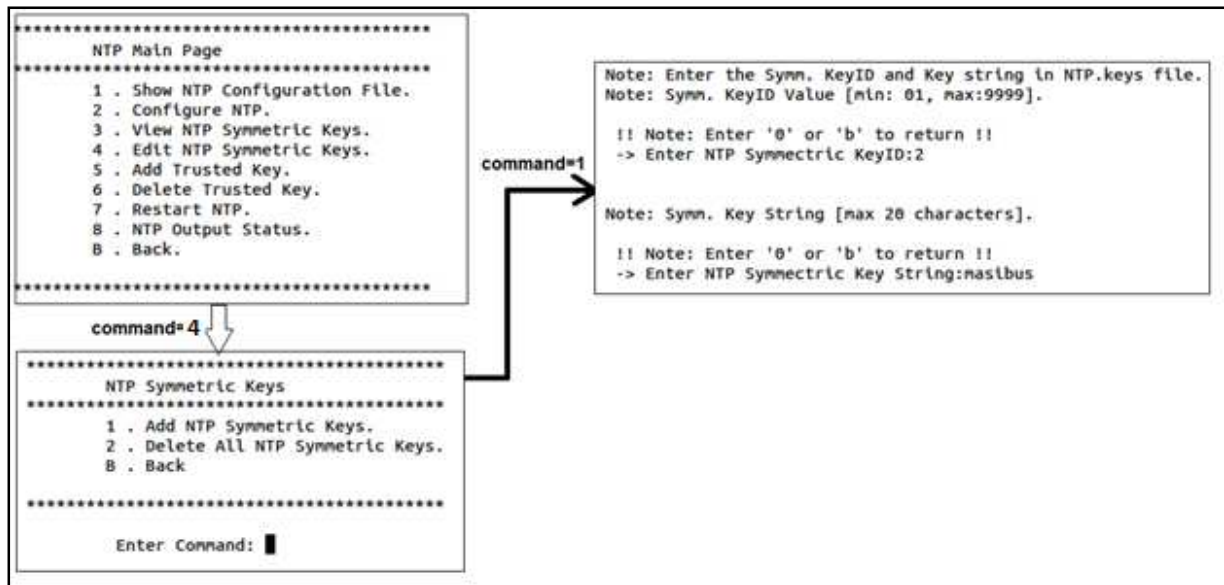 *******************************************
NTP Main Page
*******************************************
1 . Show NTP Configuration File.
2 . Configure NTP.
3 . View NTP Symmetric Keys.
4 . Edit NTP Symmetric Keys.
5 . Add Trusted Key.
6 . Delete Trusted Key.
7 . Restart NTP.
8 . NTP Output Status.
B . Back.
*******************************************
command=4
*******************************************
NTP Symmetric Keys
*******************************************
1 . Add NTP Symmetric Keys.
2 . Delete All NTP Symmetric Keys.
B . Back
*******************************************
Enter Command:
command=1
Note: Enter the Symm. KeyID and Key string in NTP.keys file.
Note: Symm. KeyID Value [min: 01, max:9999].
!! Note: Enter '0' or 'b' to return !!
-> Enter NTP Symmectric KeyID:2
Note: Symm. Key String [max 20 characters].
!! Note: Enter '0' or 'b' to return !!
-> Enter NTP Symmectric Key String:masibus